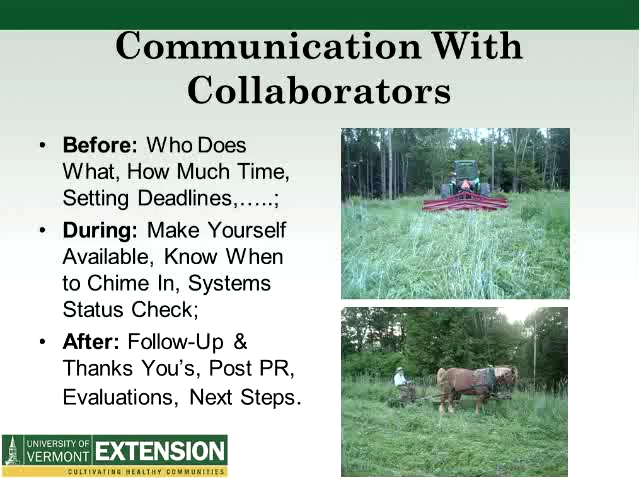 Communication With
Collaborators
• Before: Who Does
What, How Much Time,
Setting Deadlines,…..;
• During: Make Yourself
Available, Know When
to Chime In, Systems
Status Check;
• After: Follow-Up &
Thanks You’s, Post PR,
Evaluations, Next Steps.
UNIVERSITY OF
VERMONT EXTENSION
CULTIVATING HEALTHY COMMUNITIES